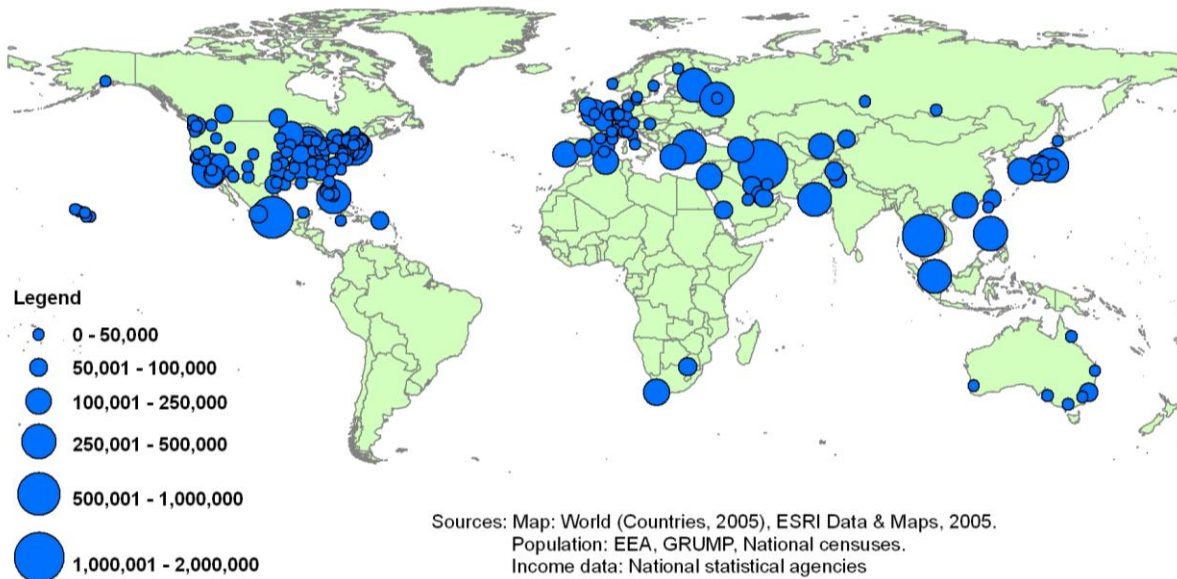 Legend
0 - 50,000
50,001 - 100,000
100,001 - 250,000
250,001 - 500,000
500,001 - 1,000,000
1,000,001 - 2,000,000
Sources: Map: World (Countries, 2005), ESRI Data & Maps, 2005.
Population: EEA, GRUMP, National censuses.
Income data: National statistical agencies